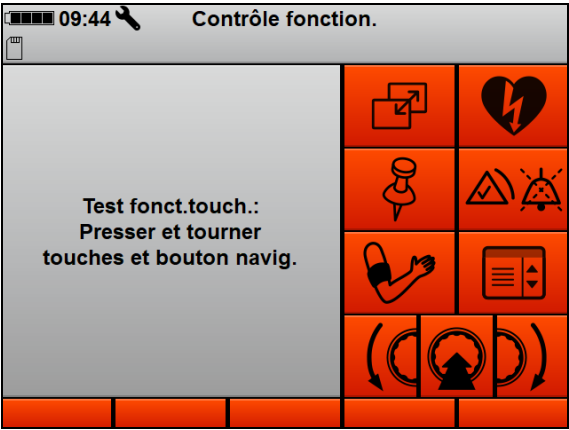 09:44 Contrôle fonction.
Test fonct.touch.:
Presser et tourner
touches et bouton navig.